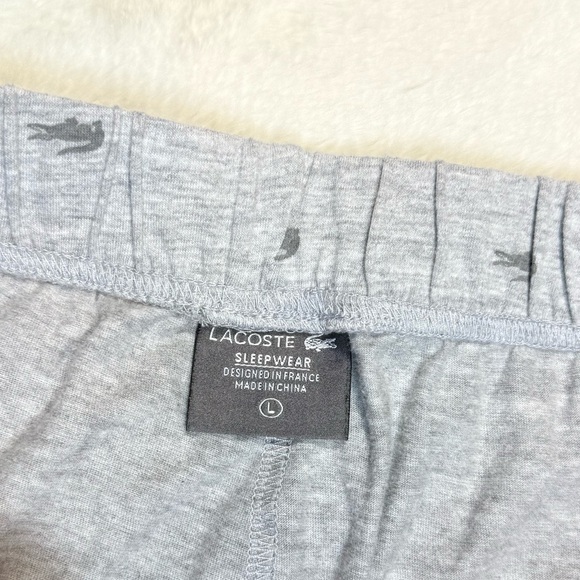 LACOSTE
SLEEPWEAR
DESIGNED IN FRANCE
MADE IN CHINA
L